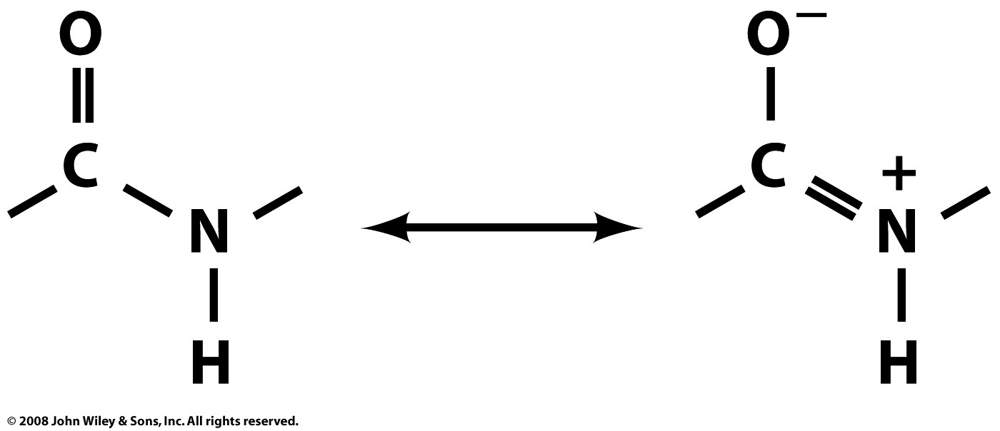 O O−
C C +
N N
H H
© 2008 John Wiley & Sons, Inc. All rights reserved.